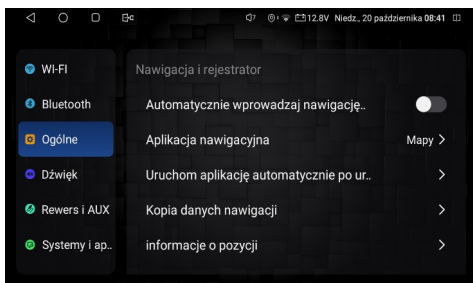 7 12.8V Niedz., 20 października 08:41
WI-FI
Nawigacja i rejestrator
Bluetooth
Automatycznie wprowadzaj nawigację..
Ogólne
Aplikacja nawigacyjna Mapy >
Dźwięk
Uruchom aplikację automatycznie po ur.. >
Rewers i AUX
Kopia danych nawigacji >
Systemy i ap..
informacje o pozycji >